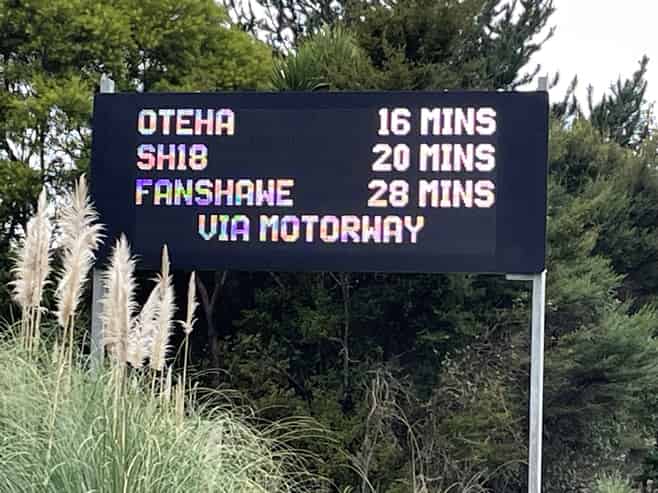 OTEHA 16 MINS
SH18 20 MINS
FANSHAWE 28 MINS
VIA MOTORWAY